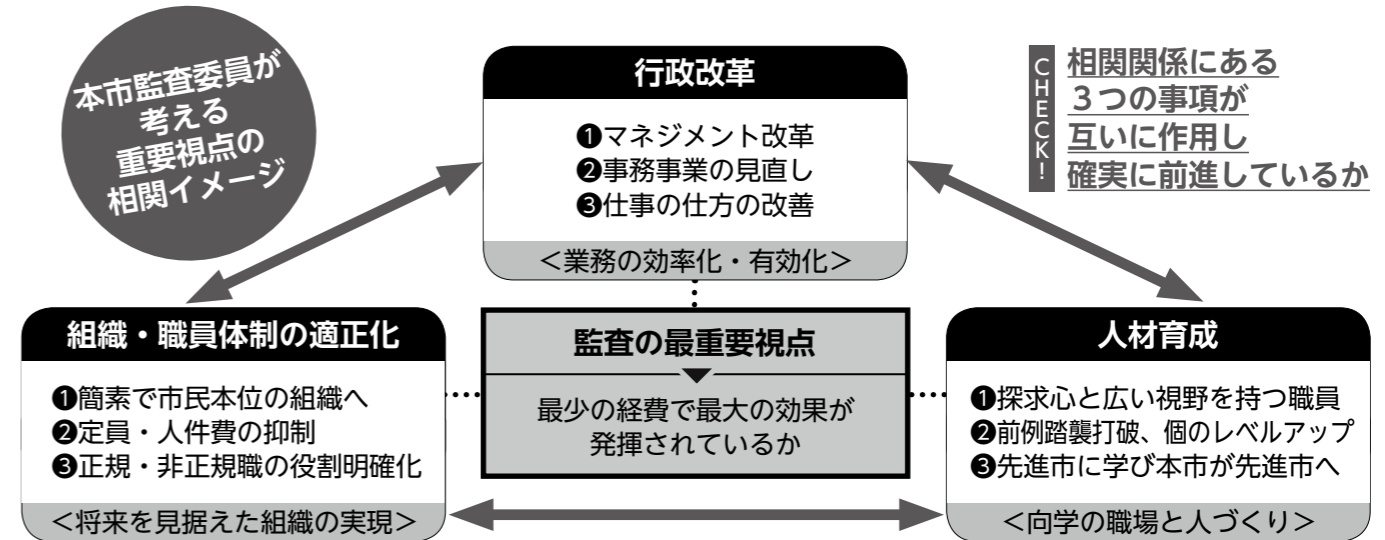 本市監査委員が
考える
重要視点の
相関イメージ
行政改革
❶マネジメント改革
❷事務事業の見直し
❸仕事の仕方の改善
＜業務の効率化・有効化＞
CHECK!
相関関係にある
３つの事項が
互いに作用し
確実に前進しているか
組織・職員体制の適正化
❶簡素で市民本位の組織へ
❷定員・人件費の抑制
❸正規・非正規職の役割明確化
＜将来を見据えた組織の実現＞
監査の最重要視点
最少の経費で最大の効果が
発揮されているか
人材育成
❶探求心と広い視野を持つ職員
❷前例踏襲打破、個のレベルアップ
❸先進市に学び本市が先進市へ
＜向学の職場と人づくり＞